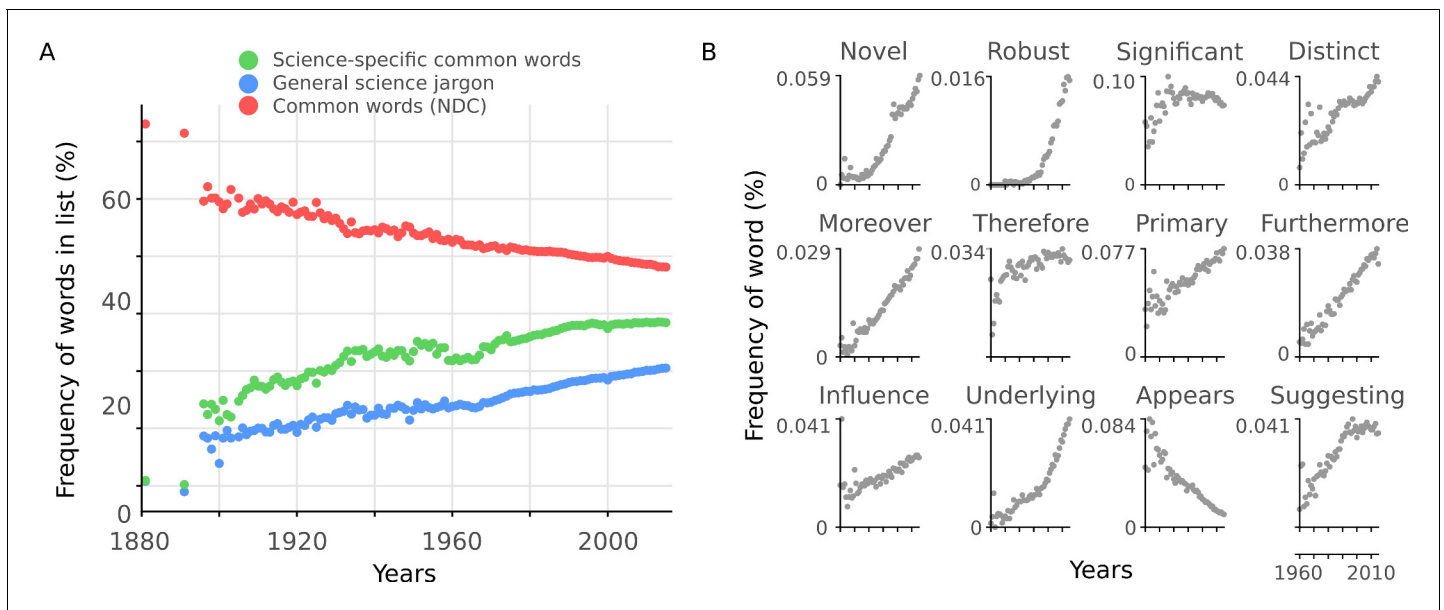 A
Science-specific common words
General science jargon
Common words (NDC)
Frequency of words in list (%)
60
40
20
0
1880 1920 1960 2000
Years
B
Frequency of word (%)
Novel Robust Significant Distinct
0.059 0.016 0.10 0.044
0 0 0 0
Moreover Therefore Primary Furthermore
0.029 0.034 0.077 0.038
0 0 0 0
Influence Underlying Appears Suggesting
0.041 0.041 0.084 0.041
0 0 0 0
Years
1960 2010